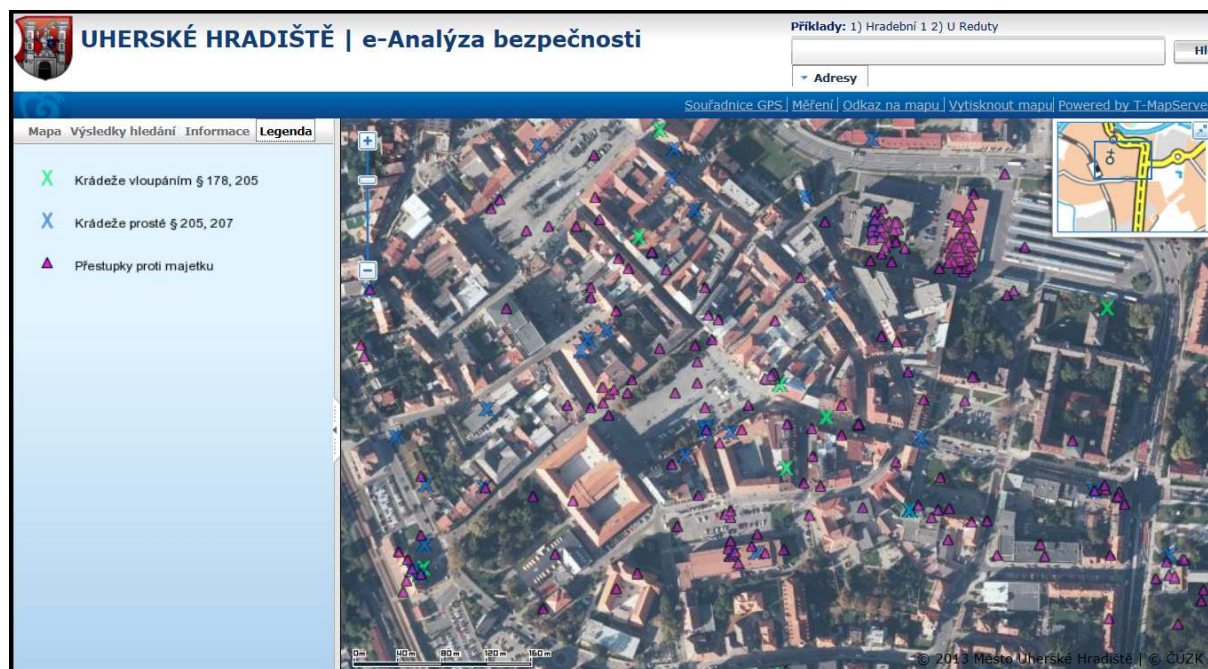 UHERSKÉ HRADIŠTĚ | e-Analýza bezpečnosti
Příklady: 1) Hradební 1 2) U Reduty
Adresy
Souřadnice GPS | Měření | Odkaz na mapu | Vytisknout mapu | Powered by T-MapServe
Mapa Výsledky hledání Informace Legenda
X Krádeže vloupáním § 178, 205
X Krádeže prosté § 205, 207
Přestupky proti majetku
0m 40m 80m 120m 160m
© 2013 Město Uherské Hradiště | © ČÚZK